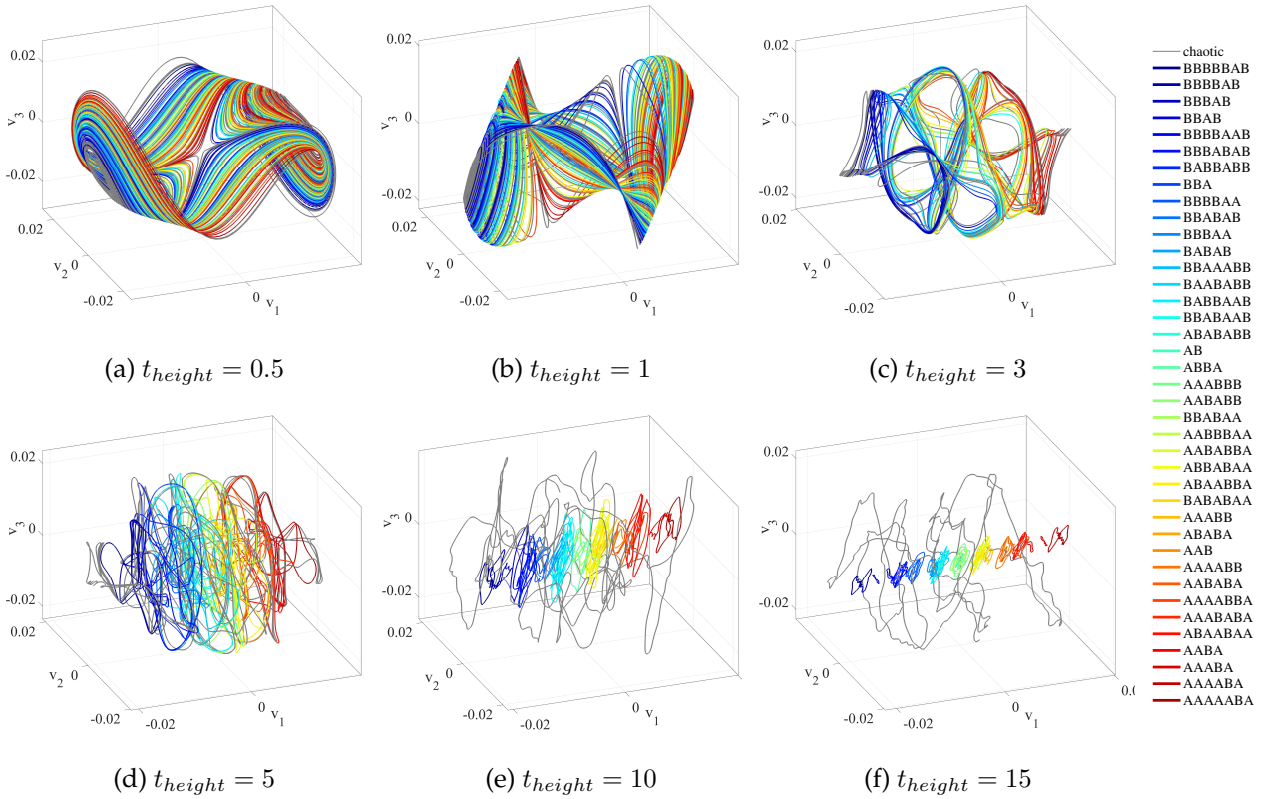 0.02
0
v3
-0.02
0.02
v2 0
-0.02
0 v1
(a) t_height = 0.5
0.02
v3 0
-0.02
0.02
v2 0
-0.02
0 v1
(b) t_height = 1
0.02
0
v3
-0.02
0.02
v2 0
-0.02
0 v1
(c) t_height = 3
0.02
v3 0
-0.02
0.02
v2 0
-0.02 -0.02
0 v1
(d) t_height = 5
v3 0
-0.02
0.02
v2 0
-0.02 -0.02
0 v1
(e) t_height = 10
0.02
v3 0
-0.02
v2 0
-0.02 -0.02
0 v1
(f) t_height = 15
chaotic
BBBBBAB
BBBBAB
BBBAB
BBAB
BBBBAAB
BBBABAB
BABBABB
BBA
BBBBAA
BBABAB
BBBAA
BABAB
BBAAABB
BAABABB
BABBAAB
BBABAAB
ABABABB
AB
ABBA
AAABBB
AABABB
BBABAA
AABBBAA
AABABBA
ABBABAA
ABAABBA
BABABAA
AAABB
ABABA
AAB
AAAABB
AABABA
AAAABBA
AAABABA
ABAABAA
AABA
AAABA
AAAABA
AAAAABA